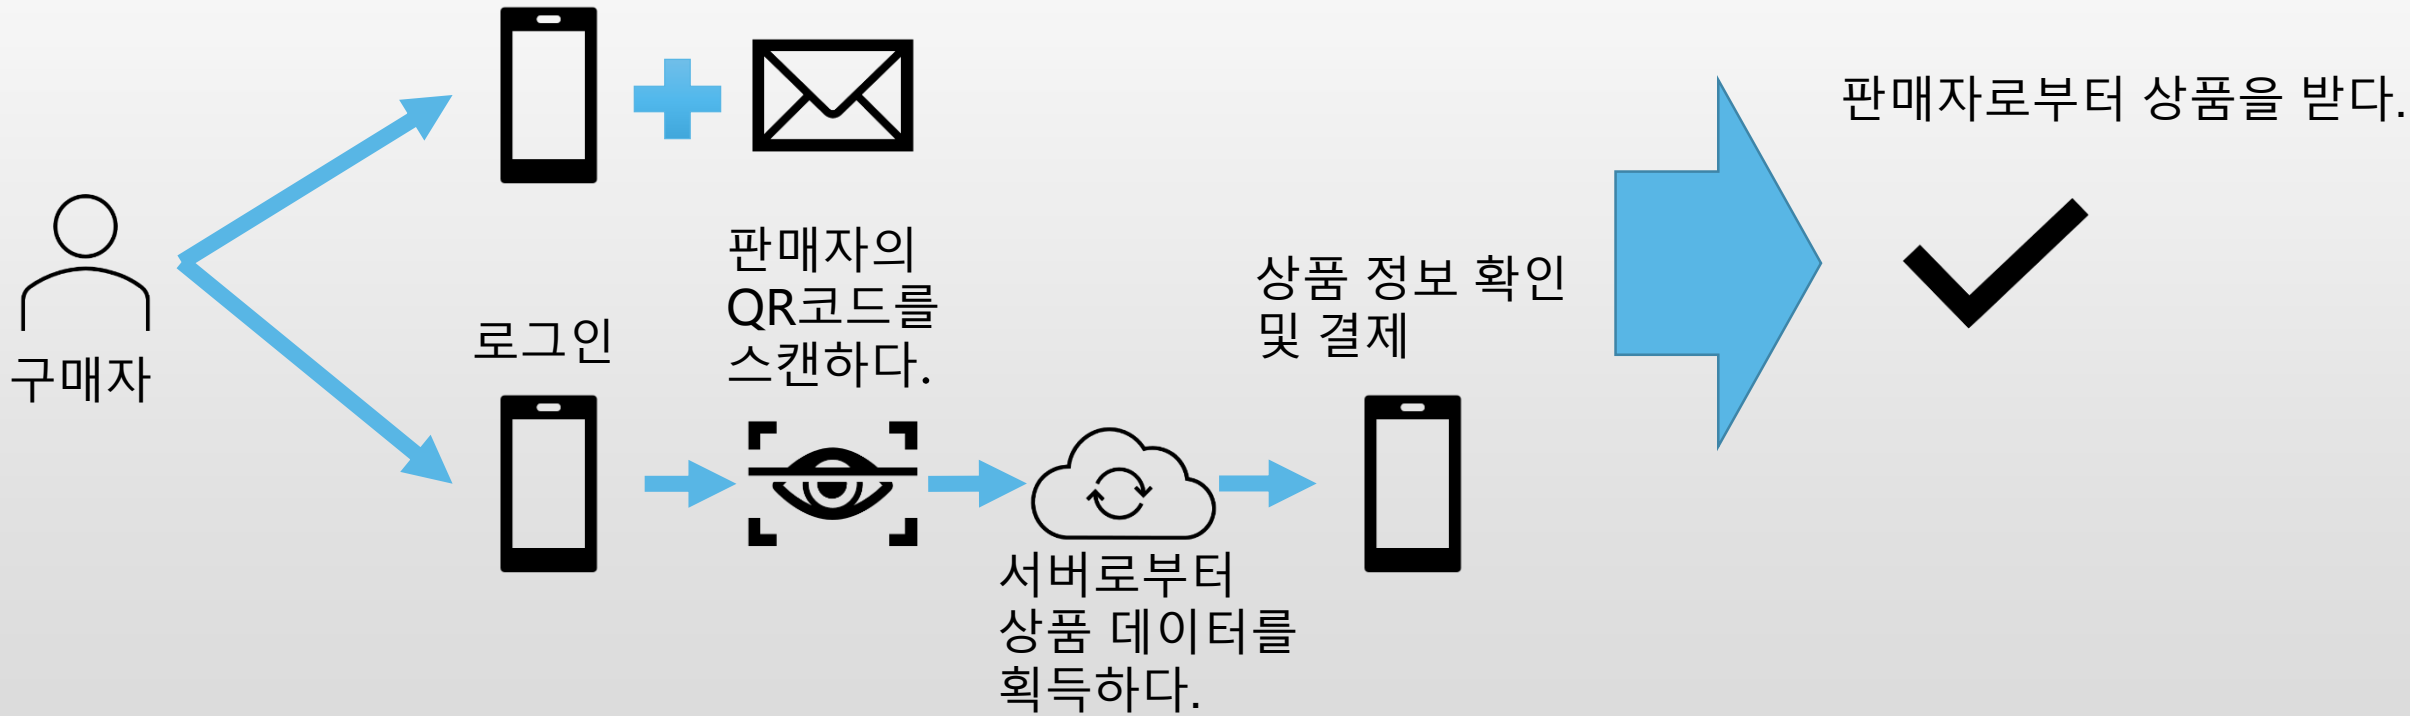 판매자로부터 상품을 받다.
구매자
로그인
판매자의
QR코드를
스캔하다.
서버로부터
상품 데이터를
획득하다.
상품 정보 확인
및 결제